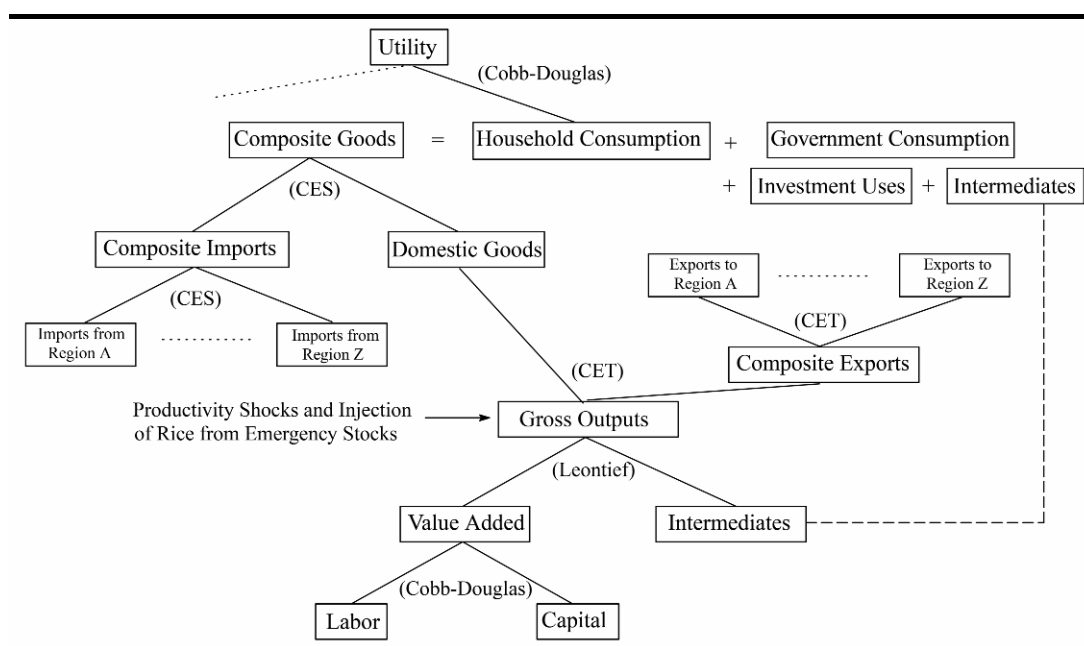 Utility
(Cobb-Douglas)
Composite Goods = Household Consumption + Government Consumption
+ Investment Uses + Intermediates
(CES)
Composite Imports
Domestic Goods
Exports to
Region A
Exports to
Region Z
(CES)
(CET)
Imports from
Region A
Imports from
Region Z
Composite Exports
(CET)
Productivity Shocks and Injection
of Rice from Emergency Stocks
Gross Outputs
(Leontief)
Value Added
Intermediates
(Cobb-Douglas)
Labor
Capital